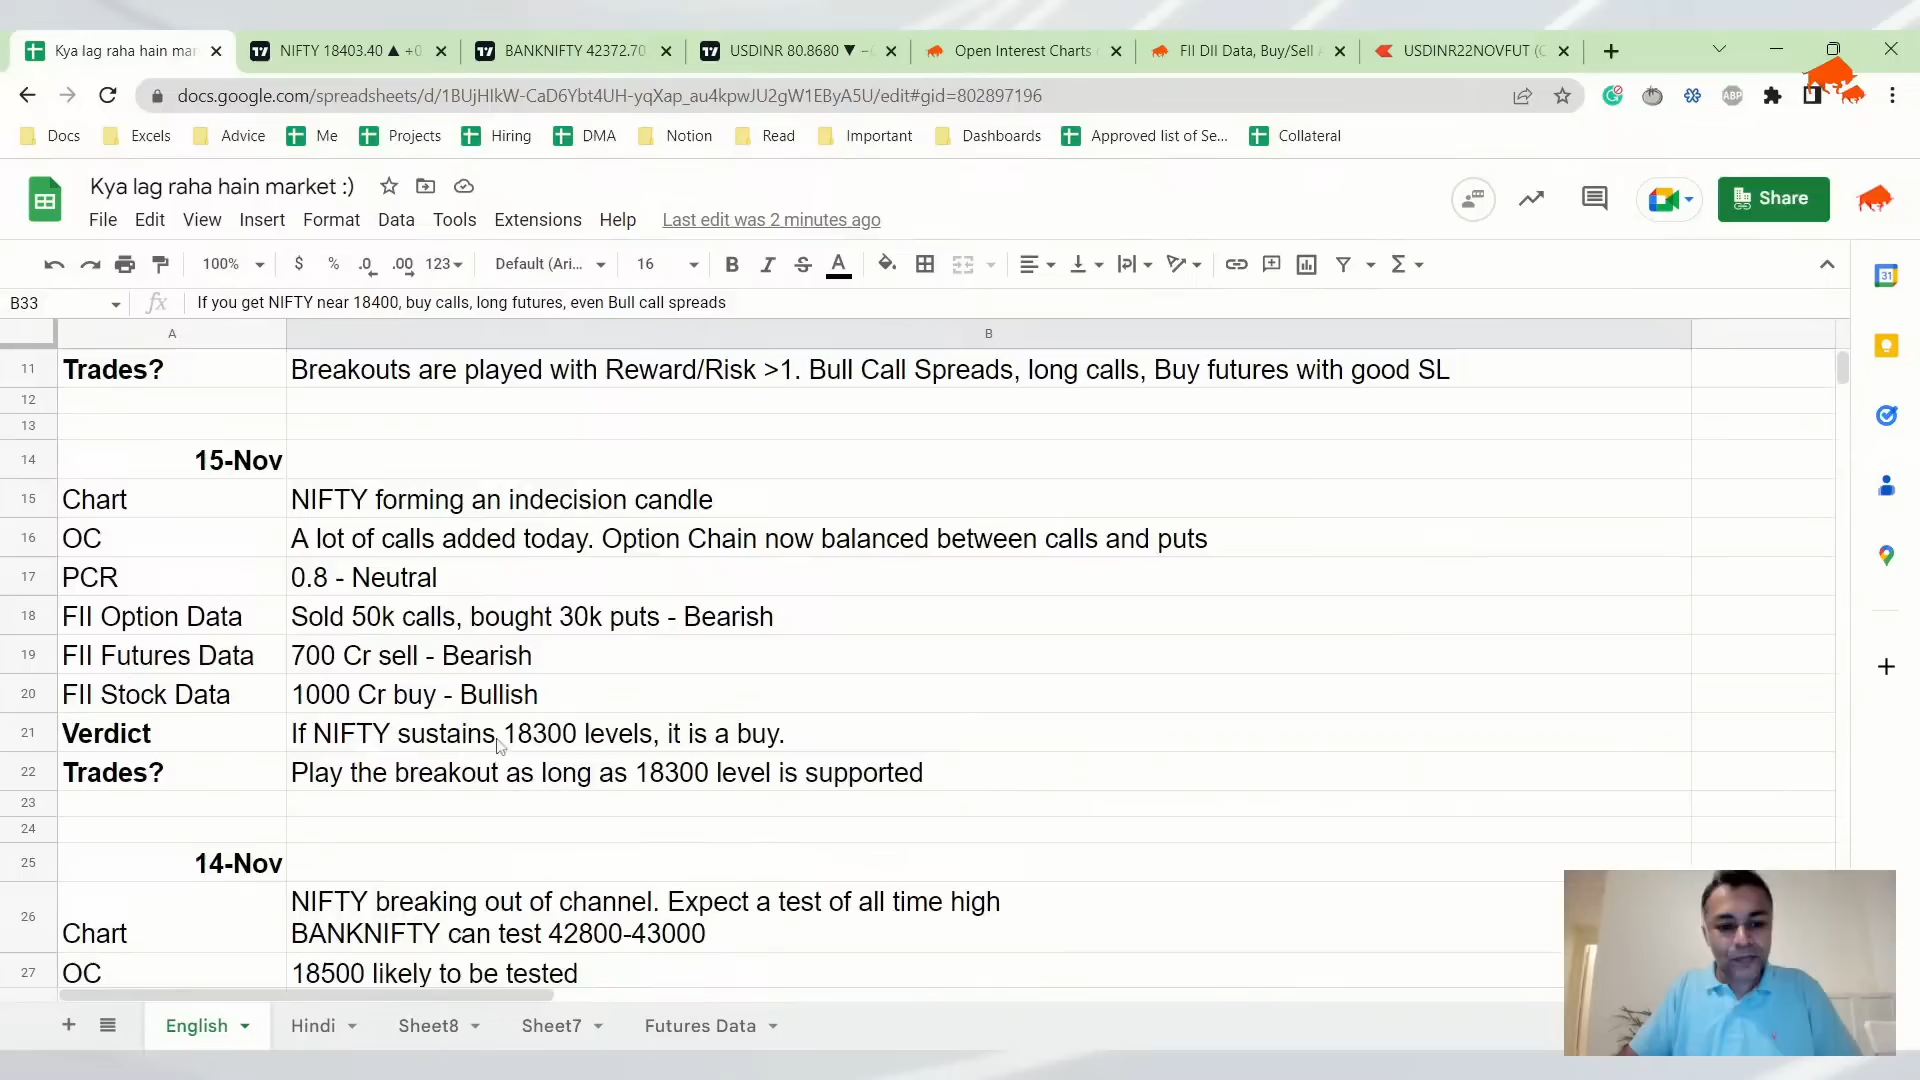 Kya lag raha hain mar
NIFTY 18403.40 ▲ +0
BANKNIFTY 42372.70
USDINR 80.8680 ▼ −
Open Interest Charts
FII DII Data, Buy/Sell
USDINR22NOVFUT (
docs.google.com/spreadsheets/d/1BUjHIkW-CaD6Ybt4UH-yqXap_au4kpwJU2gW1EByA5U/edit#gid=802897196
ABP
Docs
Excels
Advice
Me
Projects
Hiring
DMA
Notion
Read
Important
Dashboards
Approved list of Se...
Collateral
Kya lag raha hain market :)
File Edit View Insert Format Data Tools Extensions Help Last edit was 2 minutes ago
Share
100% $ % .0 .00 123 Default (Ari... 16 B I S A Σ
31
B33 fx If you get NIFTY near 18400, buy calls, long futures, even Bull call spreads
A B
11 Trades? Breakouts are played with Reward/Risk >1. Bull Call Spreads, long calls, Buy futures with good SL
12
13
14 15-Nov
15 Chart NIFTY forming an indecision candle
16 OC A lot of calls added today. Option Chain now balanced between calls and puts
17 PCR 0.8 - Neutral
18 FII Option Data Sold 50k calls, bought 30k puts - Bearish
19 FII Futures Data 700 Cr sell - Bearish
20 FII Stock Data 1000 Cr buy - Bullish
21 Verdict If NIFTY sustains 18300 levels, it is a buy.
22 Trades? Play the breakout as long as 18300 level is supported
23
24
25 14-Nov
26 Chart NIFTY breaking out of channel. Expect a test of all time high
BANKNIFTY can test 42800-43000
27 OC 18500 likely to be tested
English Hindi Sheet8 Sheet7 Futures Data